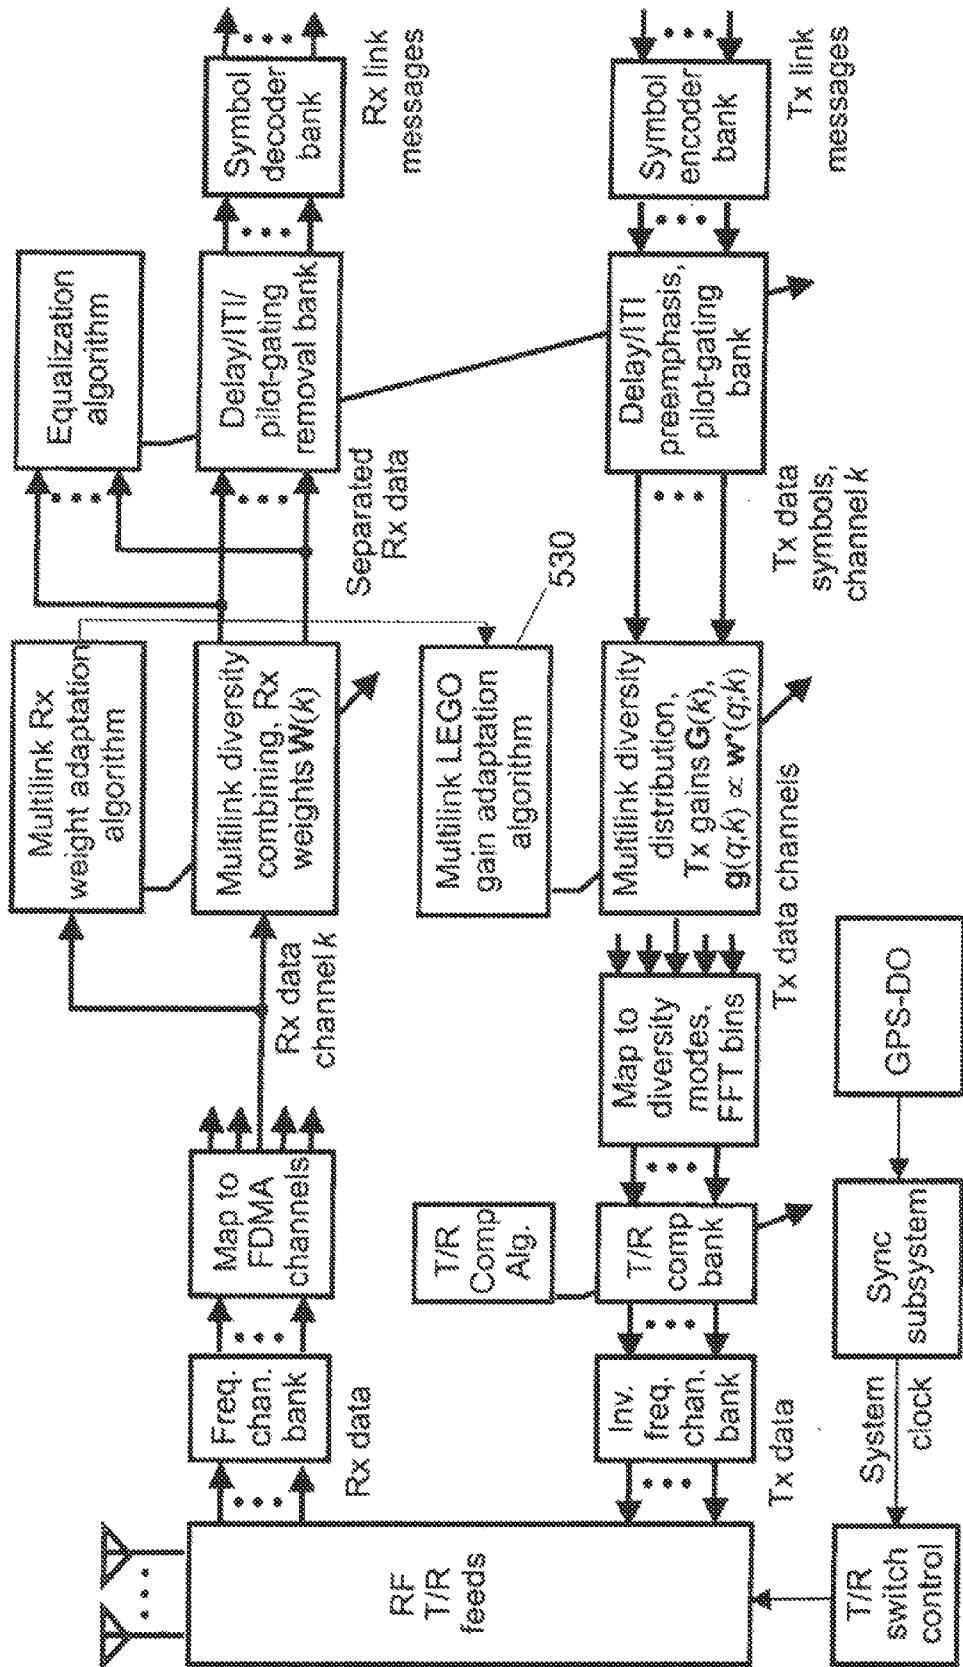 RF
T/R
feeds
Freq.
chan.
bank
Rx data
Map to
FDMA
channels
Rx data
channel k
Multilink Rx
weight adaptation
algorithm
Multilink diversity
combining, Rx
weights W(k)
Equalization
algorithm
Separated
Rx data
Delay/ITI/
pilot-gating
removal bank
Symbol
decoder
bank
Rx link
messages
Multilink LEGO
gain adaptation
algorithm
530
T/R
Comp
Alg.
Inv.
freq.
chan.
bank
Tx data
T/R
comp
bank
Map to
diversity
modes,
FFT bins
Tx data channels
Multilink diversity
distribution,
Tx gains G(k),
g(q;k) ∝ w*(q;k)
Tx data
symbols,
channel k
Delay/ITI
preemphasis,
pilot-gating
bank
Symbol
encoder
bank
Tx link
messages
T/R
switch
control
System
clock
Sync
subsystem
GPS-DO